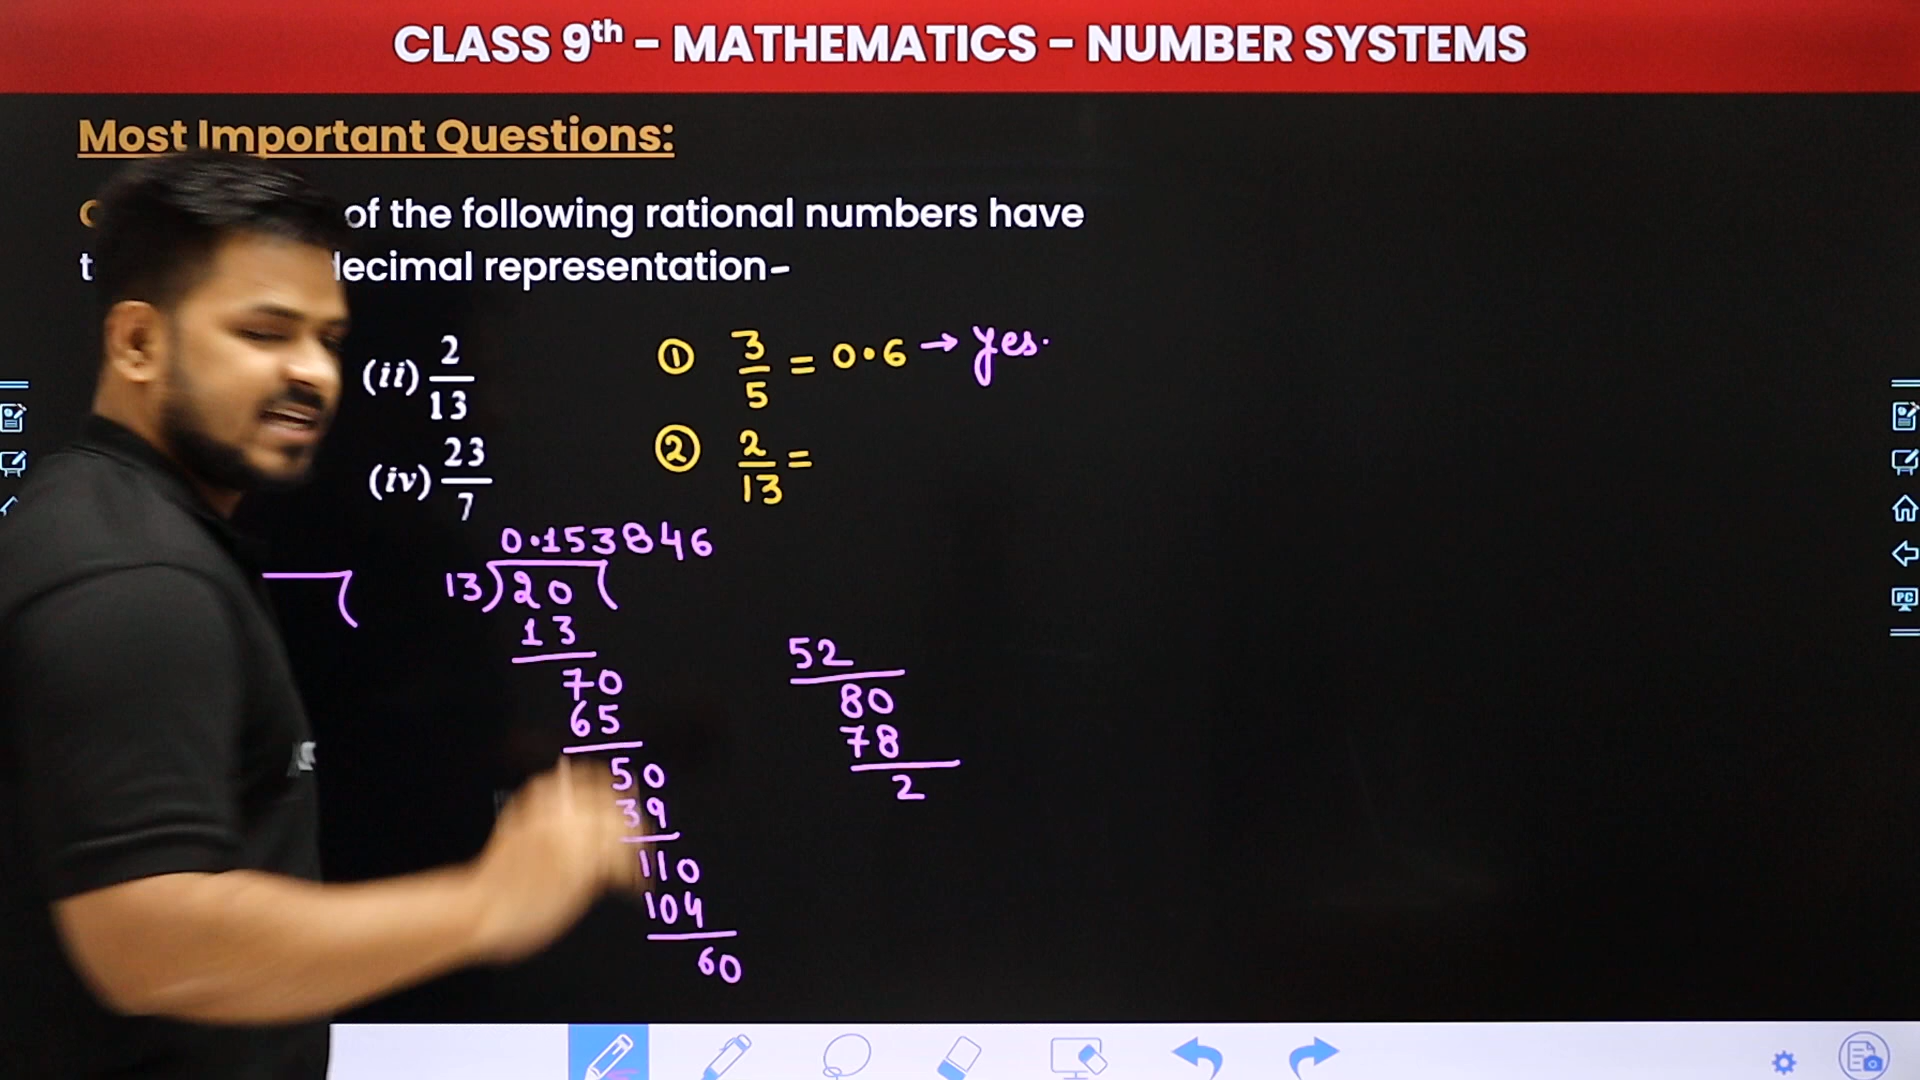 CLASS 9th - MATHEMATICS - NUMBER SYSTEMS
Most Important Questions:
of the following rational numbers have
decimal representation-
(ii) 2/13
(iv) 23/7
① 3/5 = 0.6 → Yes.
② 2/13 =
0.153846
13)20(
13
70
65
50
39
110
104
60
52
80
78
2
PC